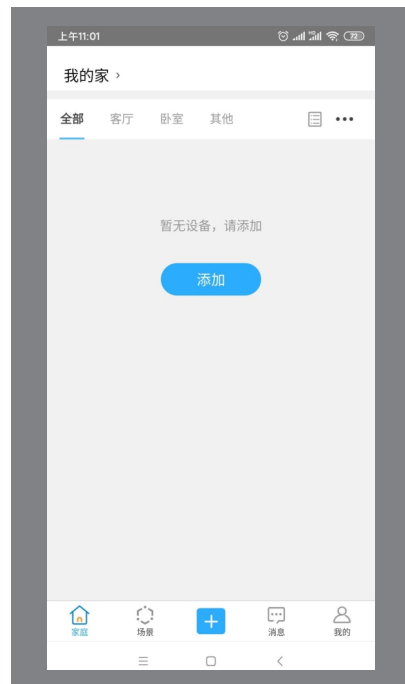 上午11:01
72
我的家 ›
全部 客厅 卧室 其他
暂无设备，请添加
添加
家庭 场景 消息 我的